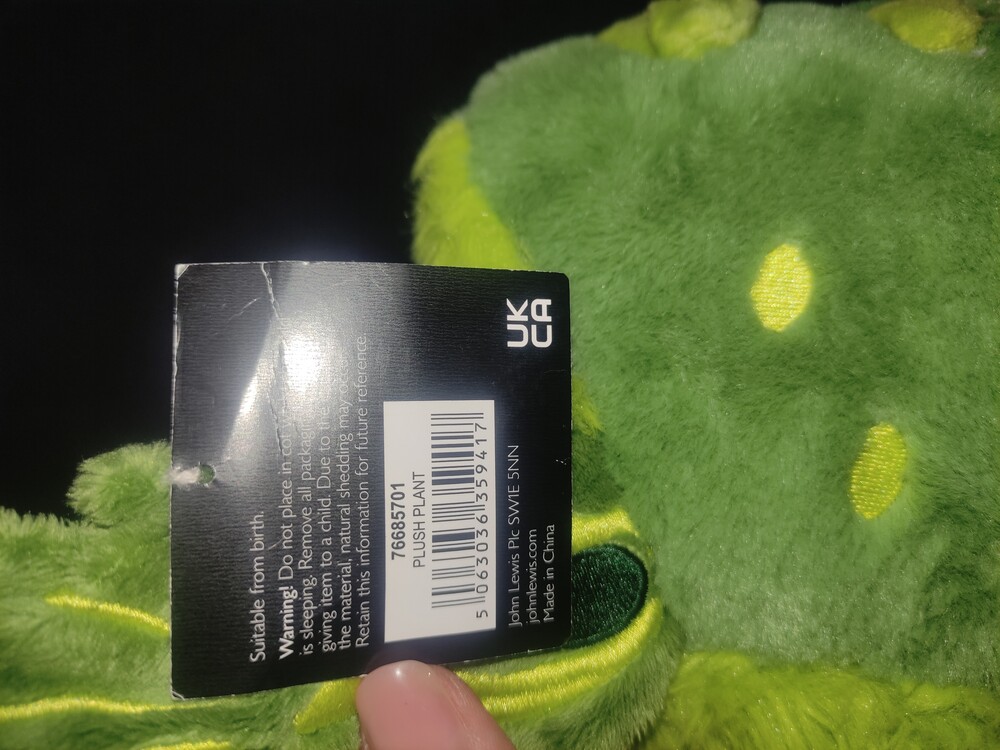 Suitable from birth.
Warning! Do not place in cot
is sleeping. Remove all packaging
giving item to a child. Due to the
the material, natural shedding may
Retain this information for future reference
76685701
PLUSH PLANT
5 063036 359417
John Lewis Plc SW1E 5NN
johnlewis.com
Made in China
UK
CA